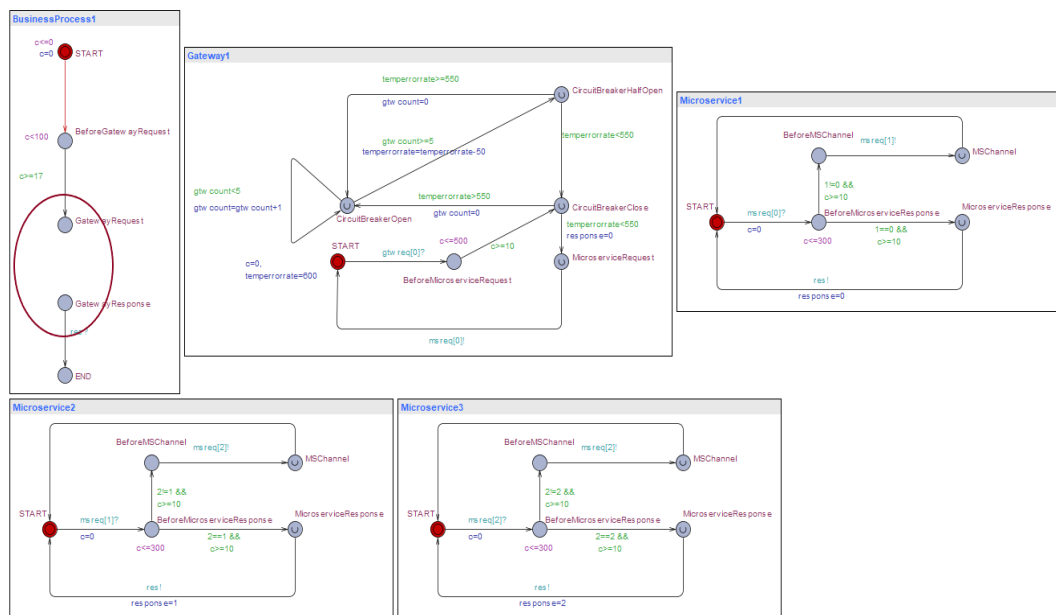 BusinessProcess1
c<=0
c=0
START
c<100
BeforeGatewayRequest
c>=17
GatewayRequest
GatewayResponse
res?
END
Gateway1
temperrorrate>=550
gtw count=0
CircuitBreakerHalfOpen
gtw count>=5
temperrorrate=temperrorrate-50
temperrorrate<550
gtw count<5
gtw count=gtw count+1
CircuitBreakerOpen
temperrorrate>550
gtw count=0
CircuitBreakerClose
temperrorrate<550
response=0
START
c=0,
temperrorrate=600
gtw req[0]?
c<=500
c>=10
BeforeMicroserviceRequest
MicroserviceRequest
msreq[0]!
Microservice1
BeforeMSChannel
msreq[1]!
MSChannel
1!=0 &&
c>=10
START
msreq[0]?
c=0
BeforeMicroserviceResponse
c<=300
1==0 &&
c>=10
MicroserviceResponse
res!
response=0
Microservice2
BeforeMSChannel
msreq[2]!
MSChannel
2!=1 &&
c>=10
START
msreq[1]?
c=0
BeforeMicroserviceResponse
c<=300
2==1 &&
c>=10
MicroserviceResponse
res!
response=1
Microservice3
BeforeMSChannel
msreq[2]!
MSChannel
2!=2 &&
c>=10
START
msreq[2]?
c=0
BeforeMicroserviceResponse
c<=300
2==2 &&
c>=10
MicroserviceResponse
res!
response=2